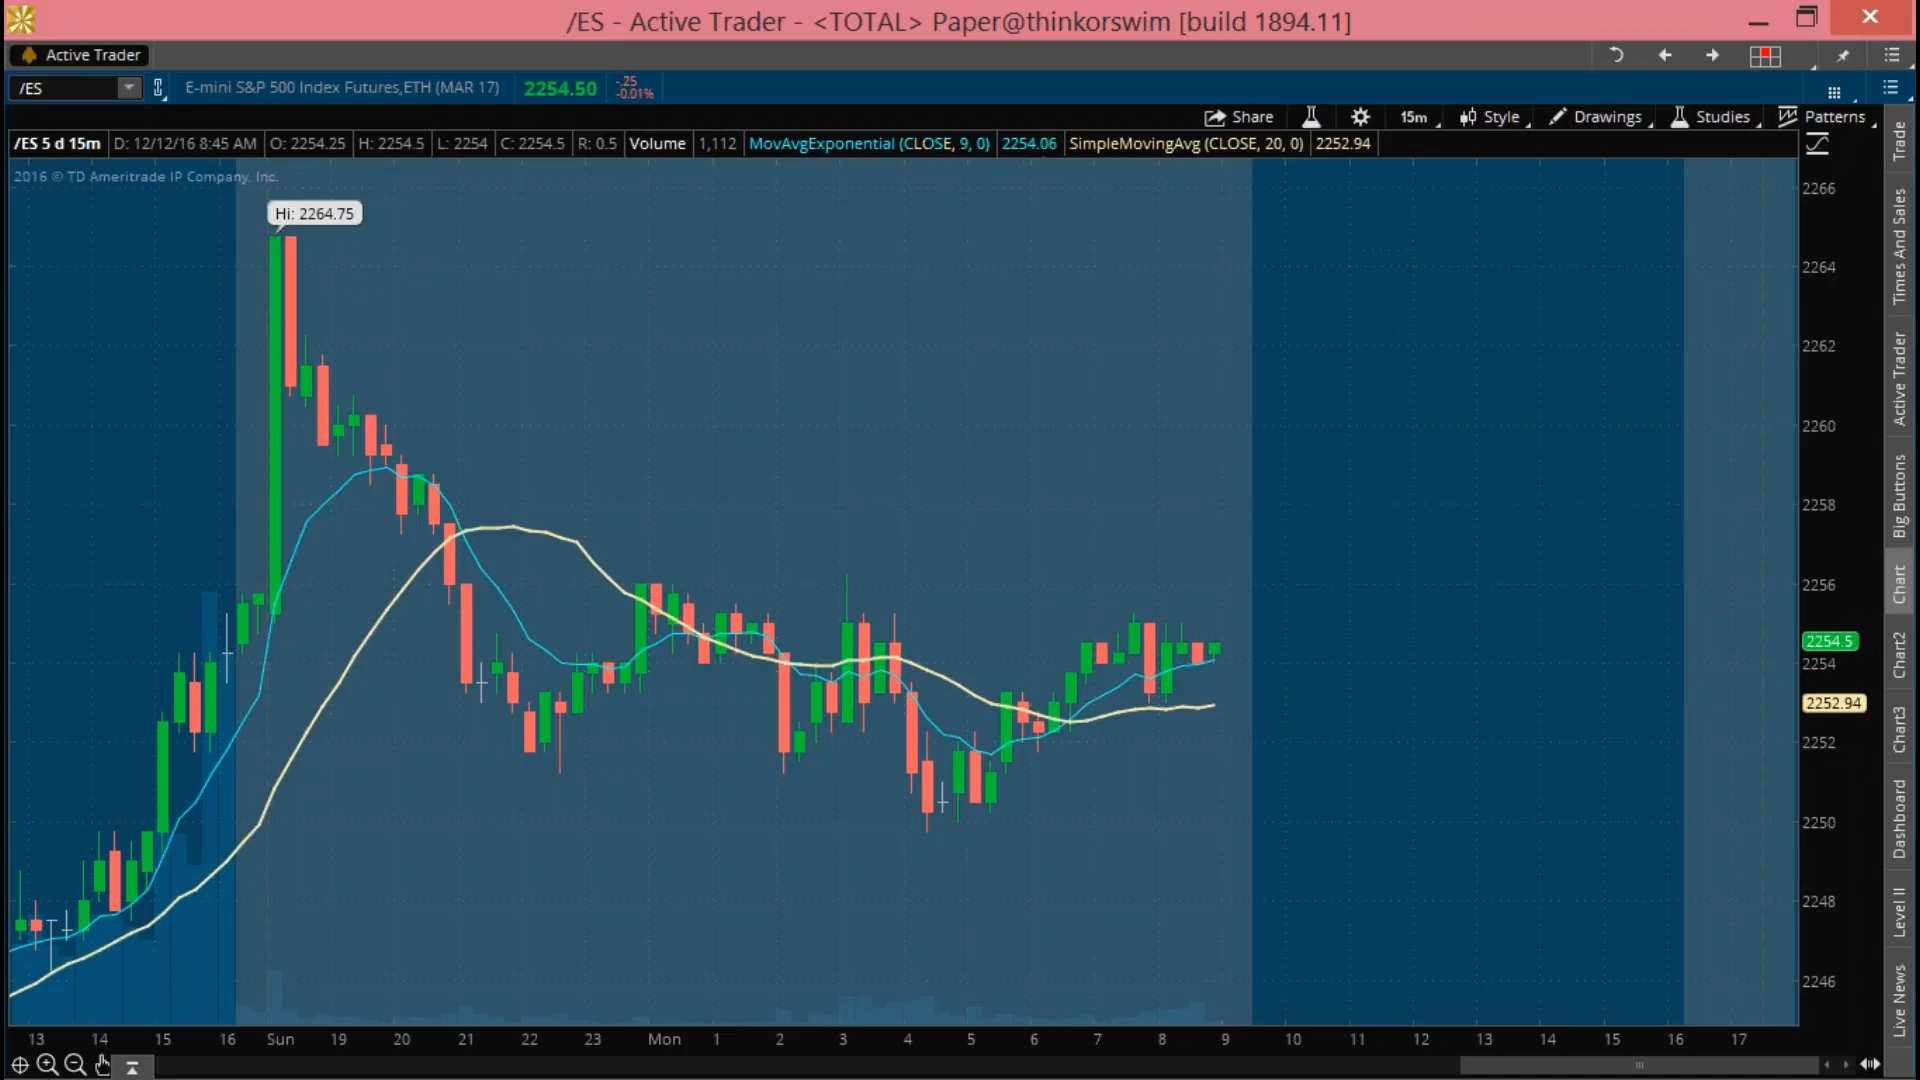 /ES - Active Trader - <TOTAL> Paper@thinkorswim [build 1894.11]
Active Trader
/ES E-mini S&P 500 Index Futures,ETH (MAR 17) 2254.50 -.25 -0.01%
Share 15m Style Drawings Studies Patterns
/ES 5 d 15m D: 12/12/16 8:45 AM O: 2254.25 H: 2254.5 L: 2254 C: 2254.5 R: 0.5 Volume 1,112 MovAvgExponential (CLOSE, 9, 0) 2254.06 SimpleMovingAvg (CLOSE, 20, 0) 2252.94
2016 © TD Ameritrade IP Company, Inc.
Hi: 2264.75
2266
2264
2262
2260
2258
2256
2254.5
2254
2252.94
2252
2250
2248
2246
13 14 15 16 Sun 19 20 21 22 23 Mon 1 2 3 4 5 6 7 8 9 10 11 12 13 14 15 16 17
Trade
Times And Sales
Active Trader
Big Buttons
Chart
Chart2
Chart3
Dashboard
Level II
Live News